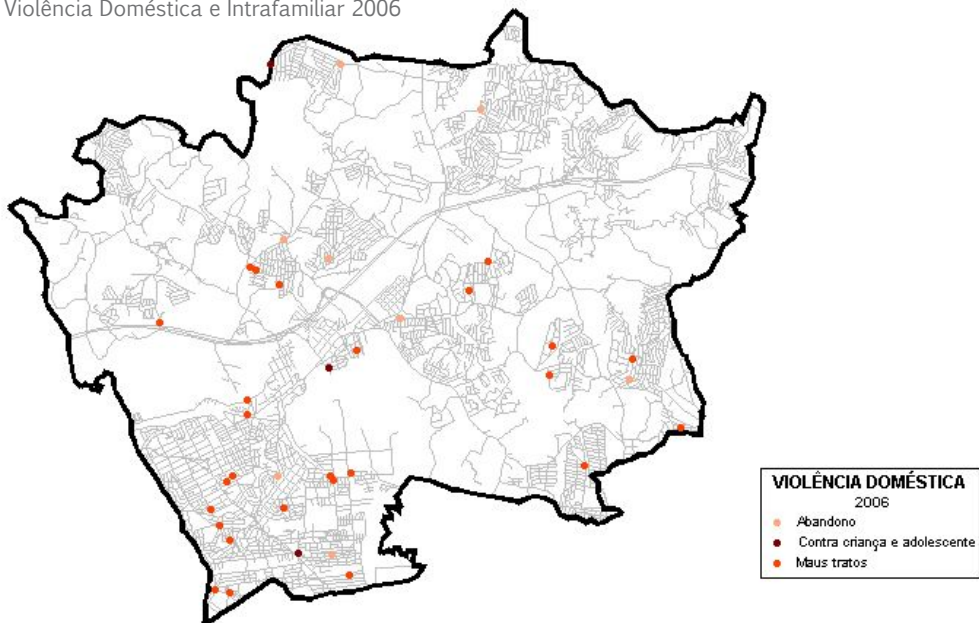 Violência Doméstica e Intrafamiliar 2006
VIOLÊNCIA DOMÉSTICA
2006
Abandono
Contra criança e adolescente
Maus tratos